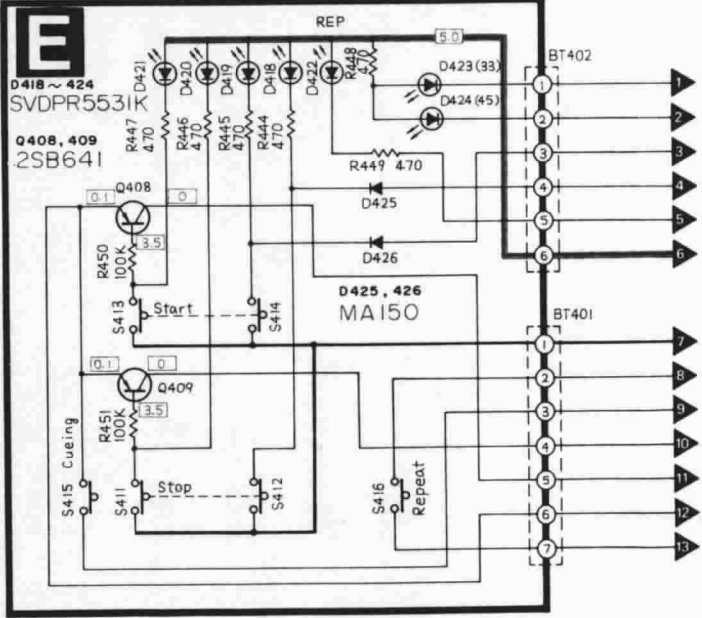 E
REP
5.0
D418 ~ 424
SVDPR5531K
D421
D420
D419
D418
D422
R448
470
D423(33)
D424(45)
BT402
1
2
3
4
5
6
Q408, 409
2SB641
R447
470
R446
470
R445
470
R444
470
R449 470
D425
D426
0.1
Q408
0
3.5
R450
100K
S413
Start
S414
D425, 426
MA150
BT401
1
2
3
4
5
6
7
0.1
0
Q409
3.5
R451
100K
Cueing
S415
S411
Stop
S412
S416
Repeat
1
2
3
4
5
6
7
8
9
10
11
12
13